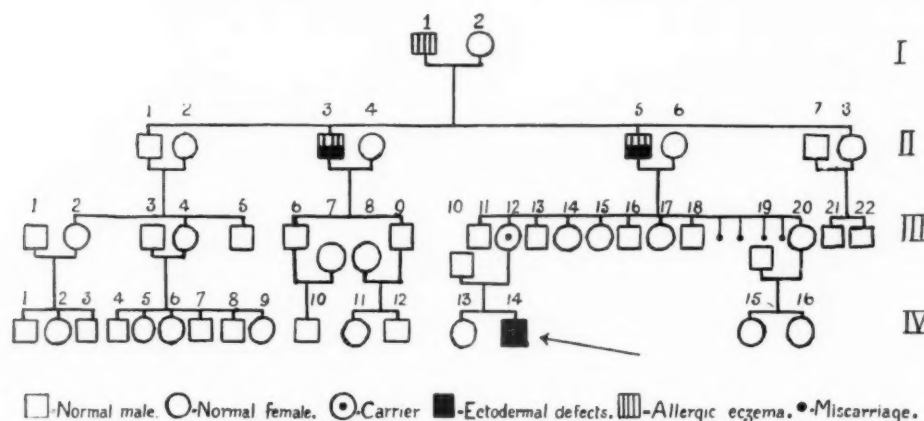 1 2 I
1 2 3 4 5 6 7 8 II
1 2 3 4 5 6 7 8 9 10 11 12 13 14 15 16 17 18 19 20 21 22 III
1 2 3 4 5 6 7 8 9 10 11 12 13 14 15 16 IV
-Normal male. -Normal female. -Carrier -Ectodermal defects. -Allergic eczema. -Miscarriage.